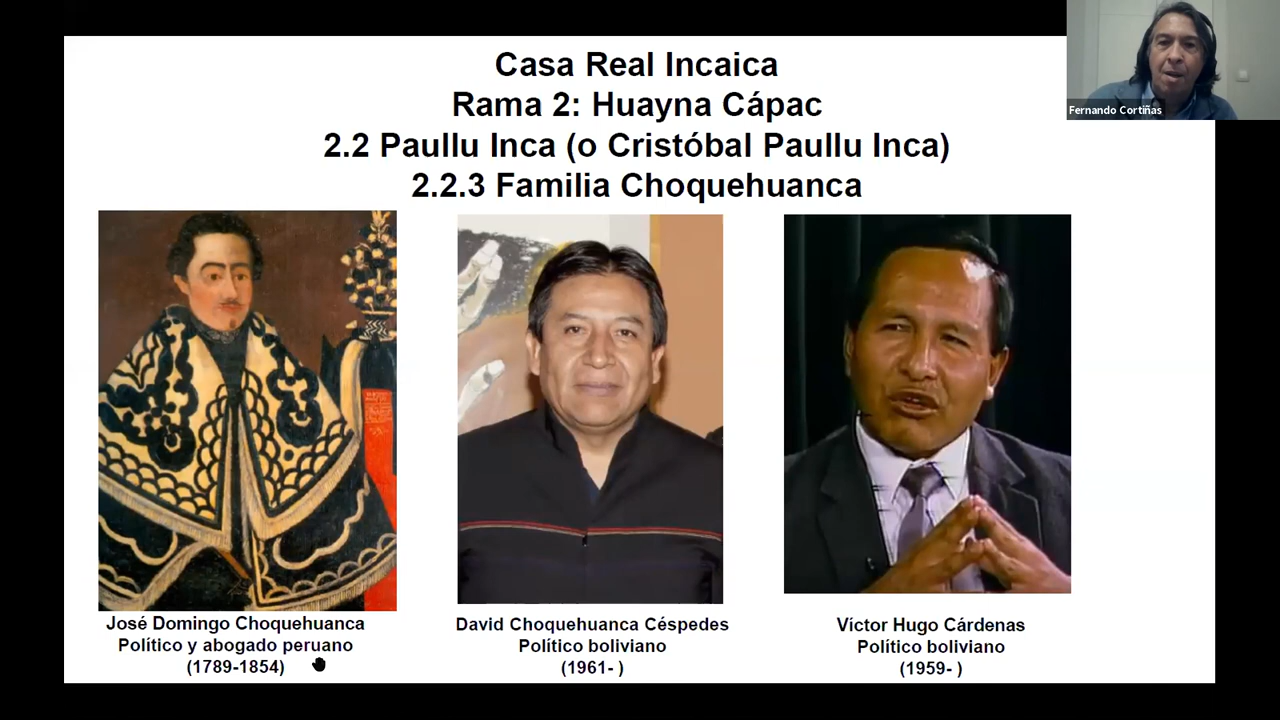 Casa Real Incaica
Rama 2: Huayna Cápac
2.2 Paullu Inca (o Cristóbal Paullu Inca)
2.2.3 Familia Choquehuanca
Fernando Cortiñas
José Domingo Choquehuanca
Político y abogado peruano
(1789-1854)
David Choquehuanca Céspedes
Político boliviano
(1961- )
Víctor Hugo Cárdenas
Político boliviano
(1959- )